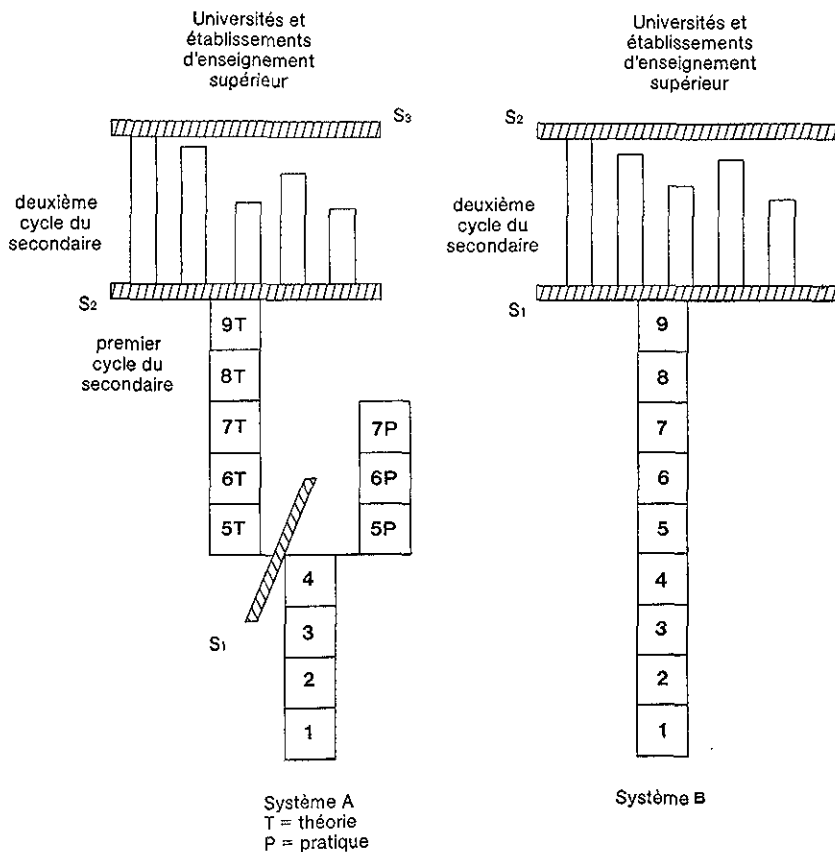 Universités et
établissements
d'enseignement
supérieur
S3
deuxième
cycle du
secondaire
S2
9T
premier
cycle du
secondaire
8T
7T
7P
6T
6P
5T
5P
4
S1
3
2
1
Système A
T = théorie
P = pratique
Universités et
établissements
d'enseignement
supérieur
S2
deuxième
cycle du
secondaire
S1
9
8
7
6
5
4
3
2
1
Système B